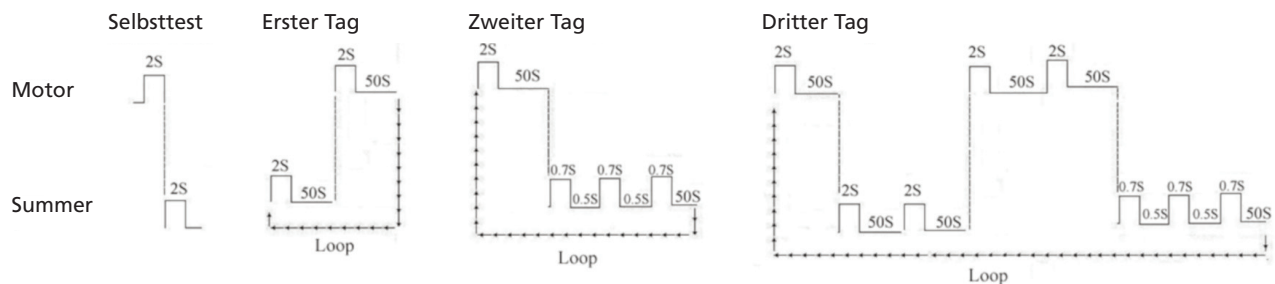 Selbsttest Erster Tag Zweiter Tag Dritter Tag
2S 2S 2S 2S 2S 2S
Motor 50S 50S 50S 50S 50S
2S 0.7S 0.7S 0.7S 0.7S 0.7S 0.7S
Summer 2S 50S 0.5S 0.5S 50S 2S 2S 0.5S 0.5S 50S
50S 50S
Loop Loop Loop